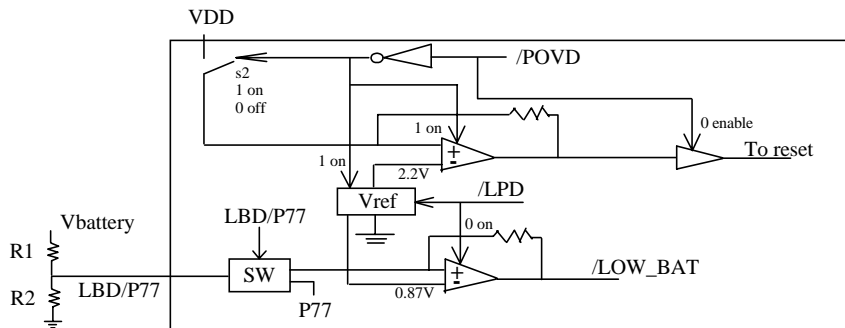 VDD
/POVD
s2
1 on
0 off
0 enable
1 on
+
-
To reset
1 on
2.2V
/LPD
Vref
LBD/P77
Vbattery
0 on
R1
SW
+
-
/LOW_BAT
LBD/P77
R2
0.87V
P77